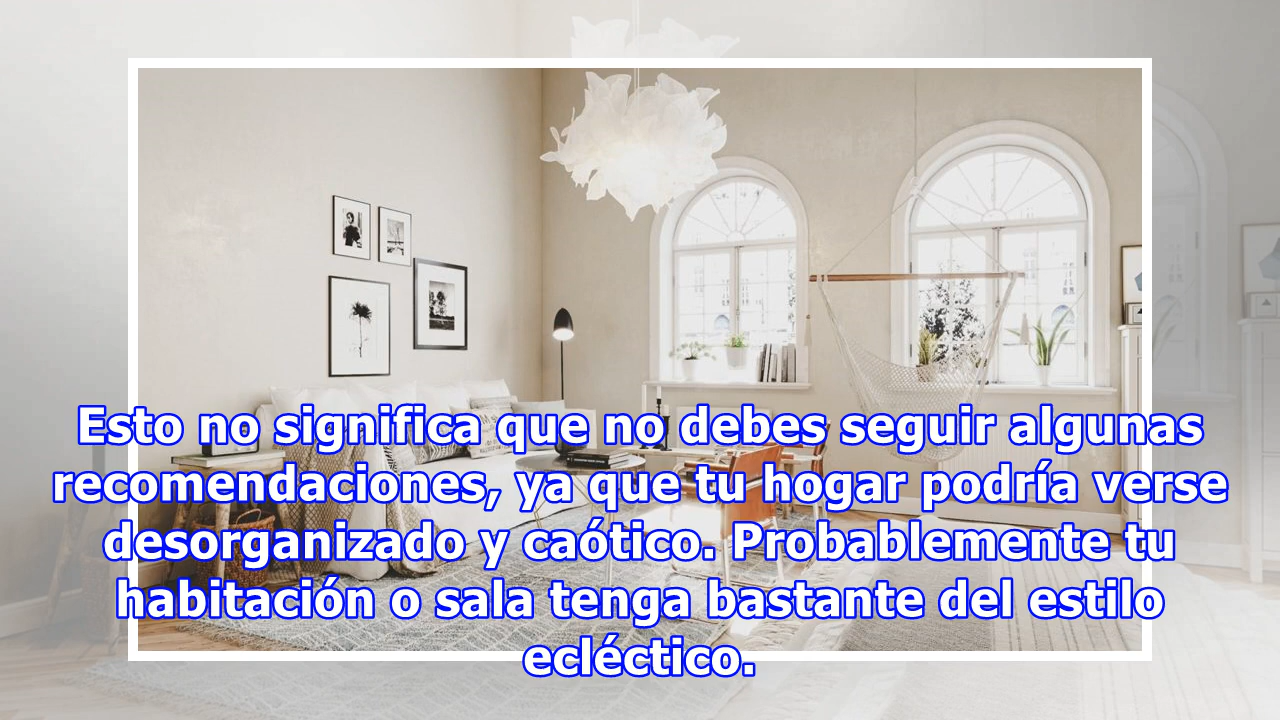 Esto no significa que no debes seguir algunas
recomendaciones, ya que tu hogar podría verse
desorganizado y caótico. Probablemente tu
habitación o sala tenga bastante del estilo
ecléctico.